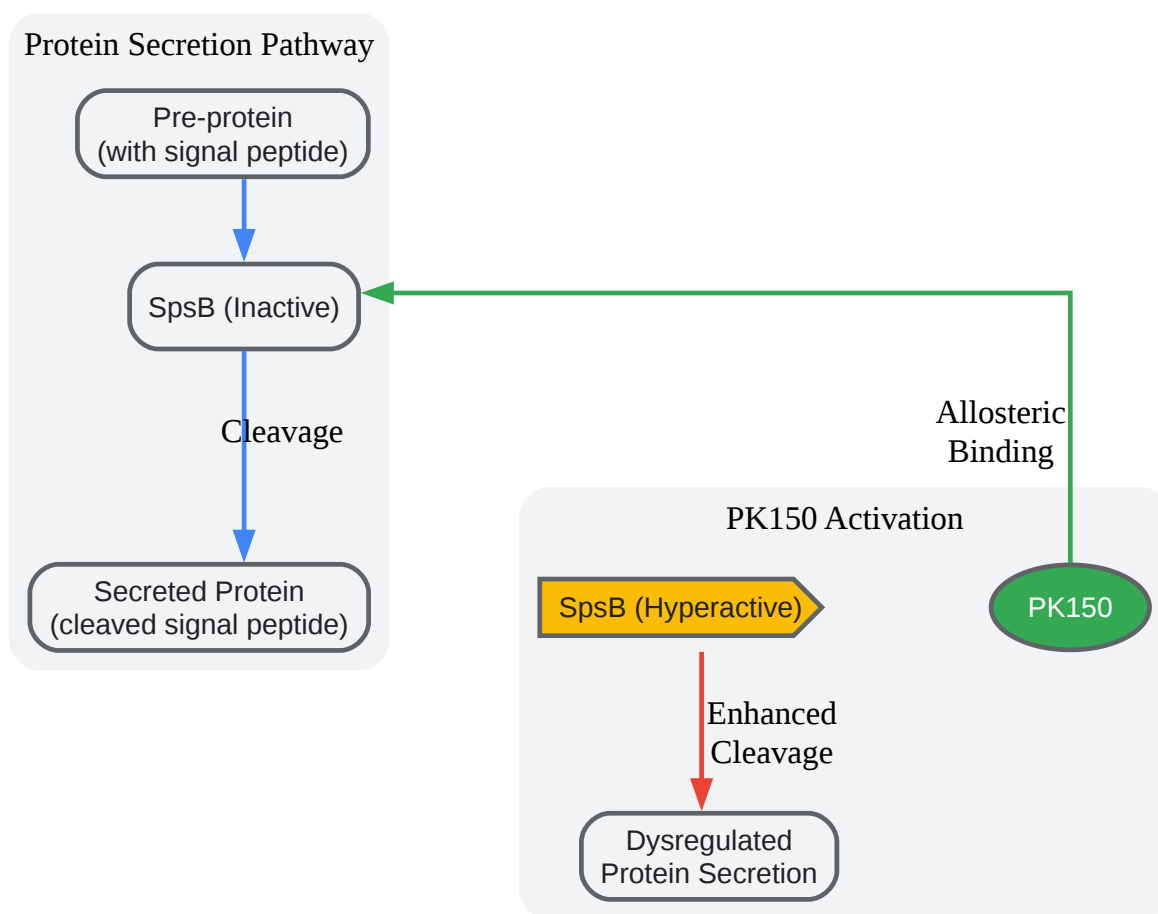 Protein Secretion Pathway
Pre-protein
(with signal peptide)
SpsB (Inactive)
Cleavage
Secreted Protein
(cleaved signal peptide)
Allosteric
Binding
PK150 Activation
SpsB (Hyperactive)
PK150
Enhanced
Cleavage
Dysregulated
Protein Secretion